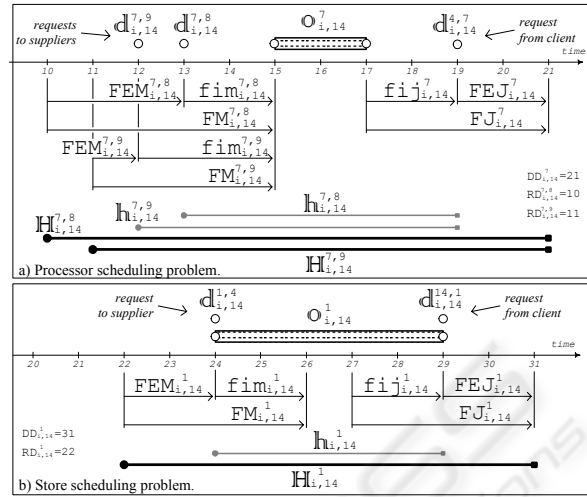 requests to suppliers
𝕕^{7,9}_{i,14} 𝕕^{7,8}_{i,14} 𝕆^{7}_{i,14} 𝕕^{4,7}_{i,14}
request from client
time
10 11 12 13 14 15 16 17 18 19 20 21
FEM^{7,8}_{i,14} fim^{7,8}_{i,14} fij^{7}_{i,14} FEJ^{7}_{i,14}
FM^{7,8}_{i,14} FJ^{7}_{i,14}
FEM^{7,9}_{i,14} fim^{7,9}_{i,14}
FM^{7,9}_{i,14}
DD^{7}_{i,14}=21
RD^{7,8}_{i,14}=10
RD^{7,9}_{i,14}=11
𝕙^{7,8}_{i,14}
𝕙^{7,9}_{i,14}
ℍ^{7,8}_{i,14}
ℍ^{7,9}_{i,14}
a) Processor scheduling problem.
request to supplier
𝕕^{1,4}_{i,14} 𝕆^{1}_{i,14} 𝕕^{14,1}_{i,14}
request from client
time
20 21 22 23 24 25 26 27 28 29 30 31
FEM^{1}_{i,14} fim^{1}_{i,14} fij^{1}_{i,14} FEJ^{1}_{i,14}
FM^{1}_{i,14} FJ^{1}_{i,14}
DD^{1}_{i,14}=31
RD^{1}_{i,14}=22
𝕙^{1}_{i,14}
ℍ^{1}_{i,14}
b) Store scheduling problem.